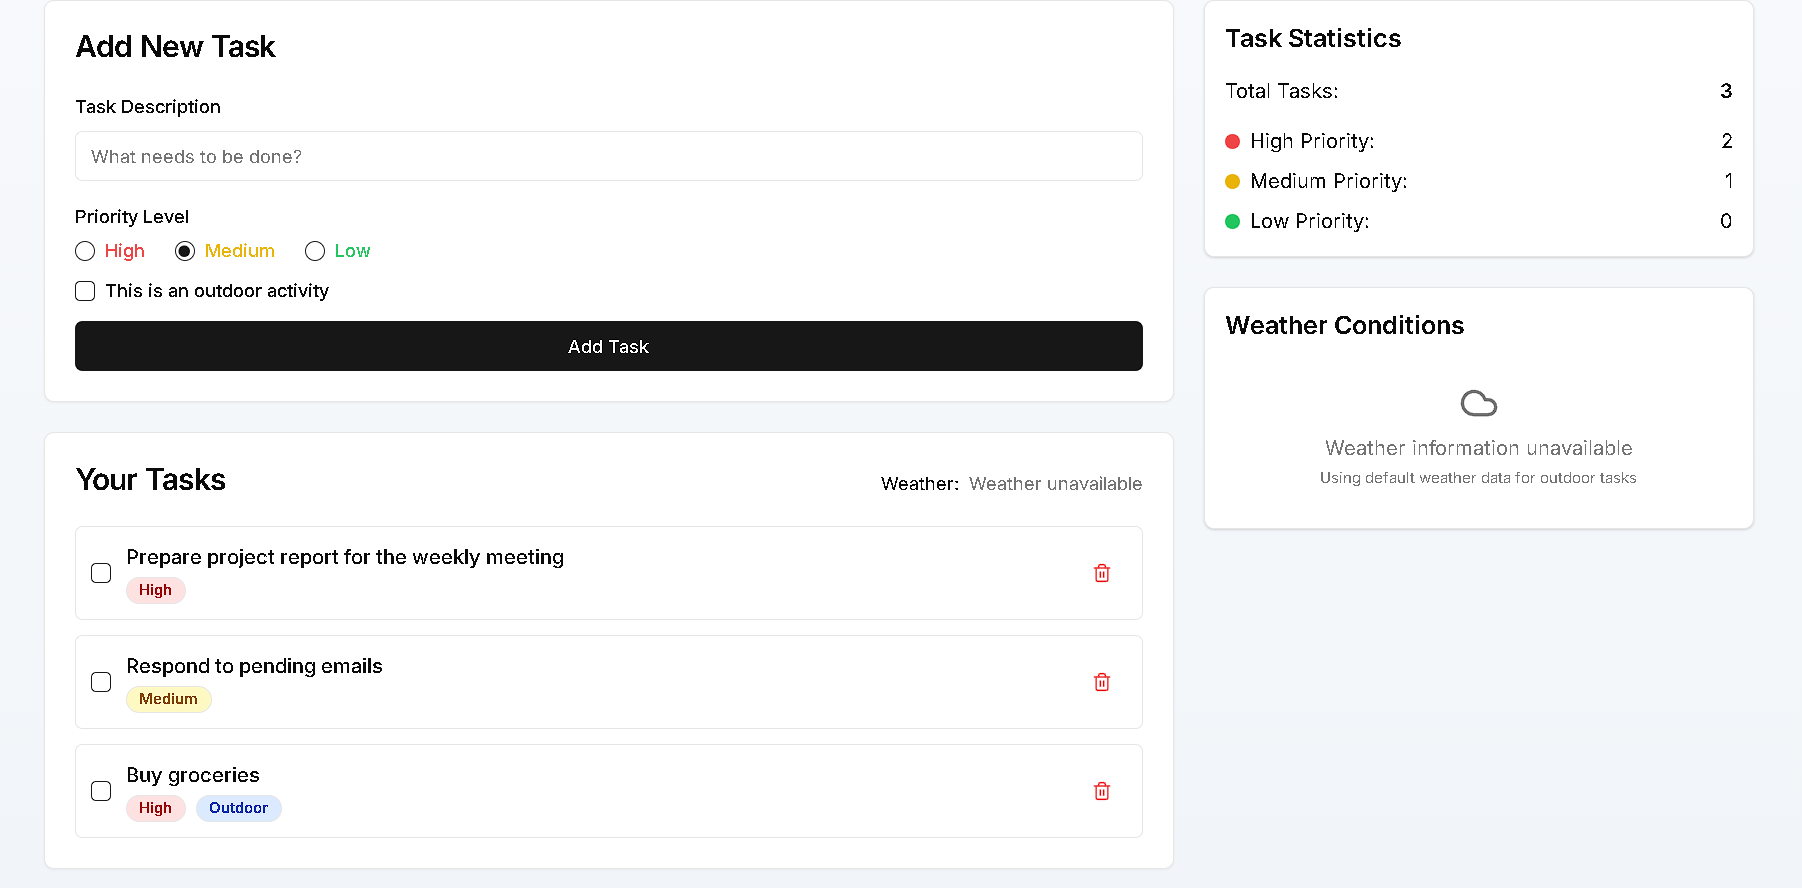 Add New Task
Task Description
What needs to be done?
Priority Level
High Medium Low
This is an outdoor activity
Add Task
Your Tasks
Weather: Weather unavailable
Prepare project report for the weekly meeting
High
Respond to pending emails
Medium
Buy groceries
High Outdoor
Task Statistics
Total Tasks: 3
High Priority: 2
Medium Priority: 1
Low Priority: 0
Weather Conditions
Weather information unavailable
Using default weather data for outdoor tasks